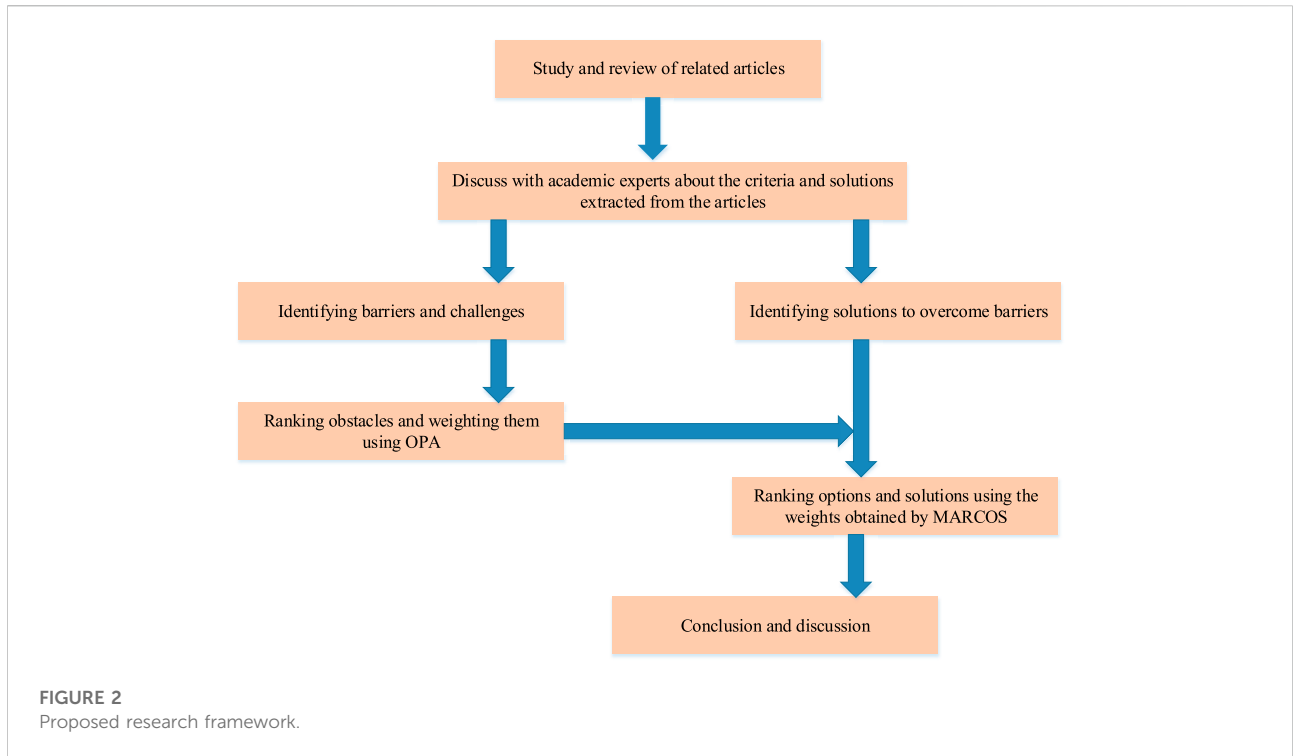 Study and review of related articles
Discuss with academic experts about the criteria and solutions
extracted from the articles
Identifying barriers and challenges
Identifying solutions to overcome barriers
Ranking obstacles and weighting them
using OPA
Ranking options and solutions using the
weights obtained by MARCOS
Conclusion and discussion
FIGURE 2
Proposed research framework.